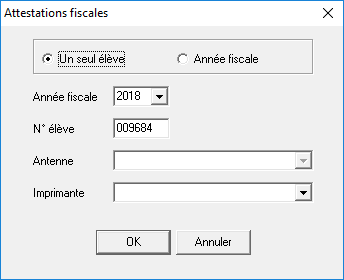 Attestations fiscales
Un seul élève Année fiscale
Année fiscale 2018
N° élève 009684
Antenne
Imprimante
OK Annuler